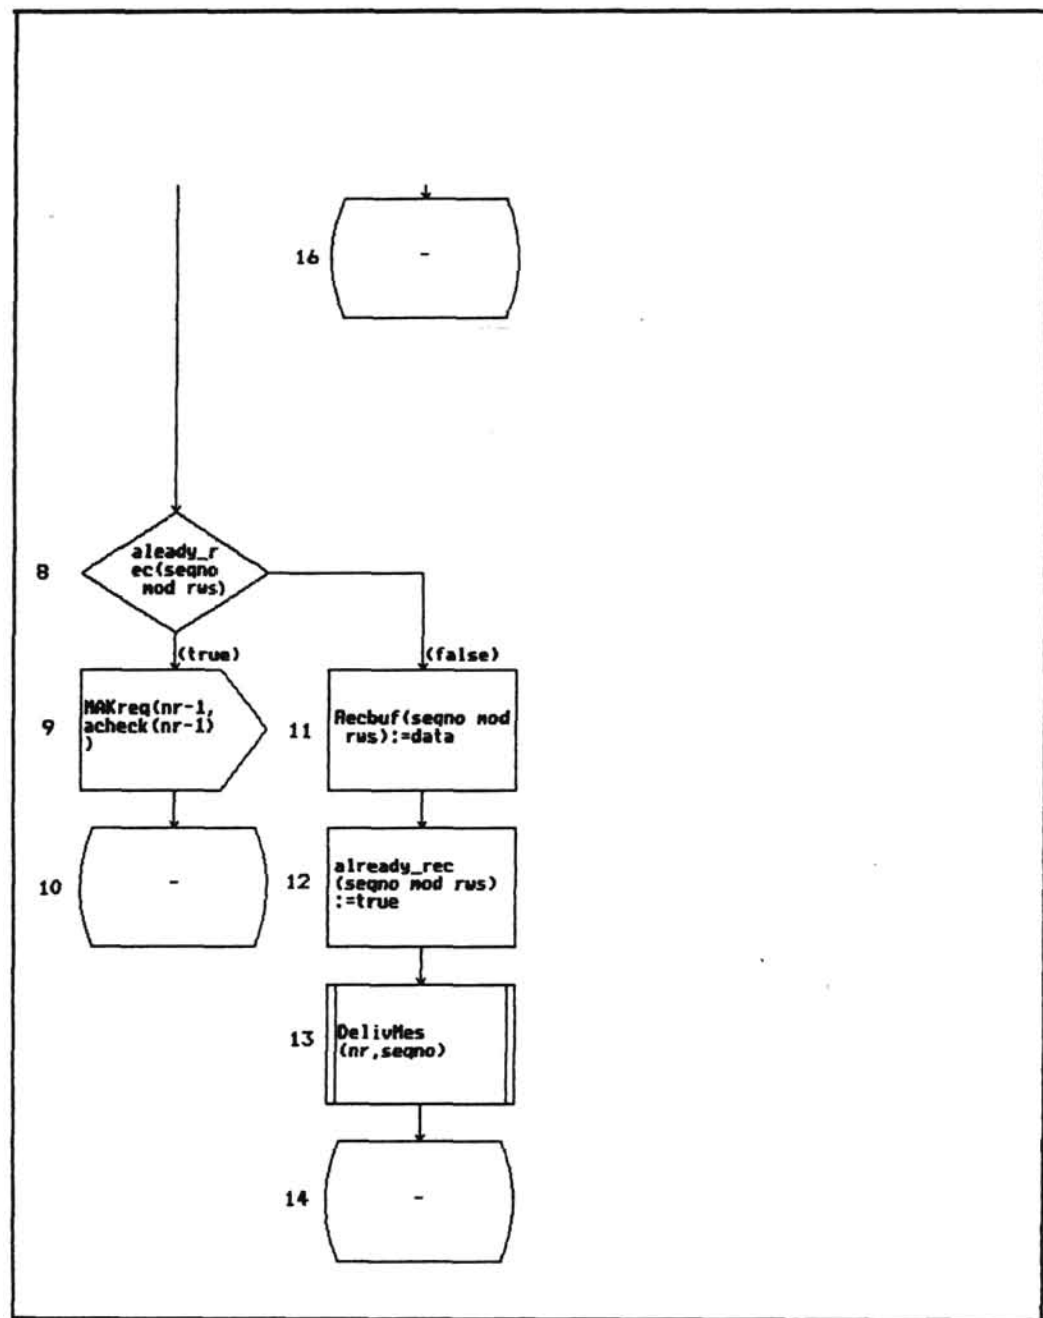 16
-
8
aleady_r
ec(seqno
mod rws)
(true)
(false)
9
MAKreq(nr-1,
acheck(nr-1)
)
11
Recbuf(seqno mod
rws):=data
10
-
12
already_rec
(seqno mod rws)
:=true
13
DelivMes
(nr,seqno)
14
-